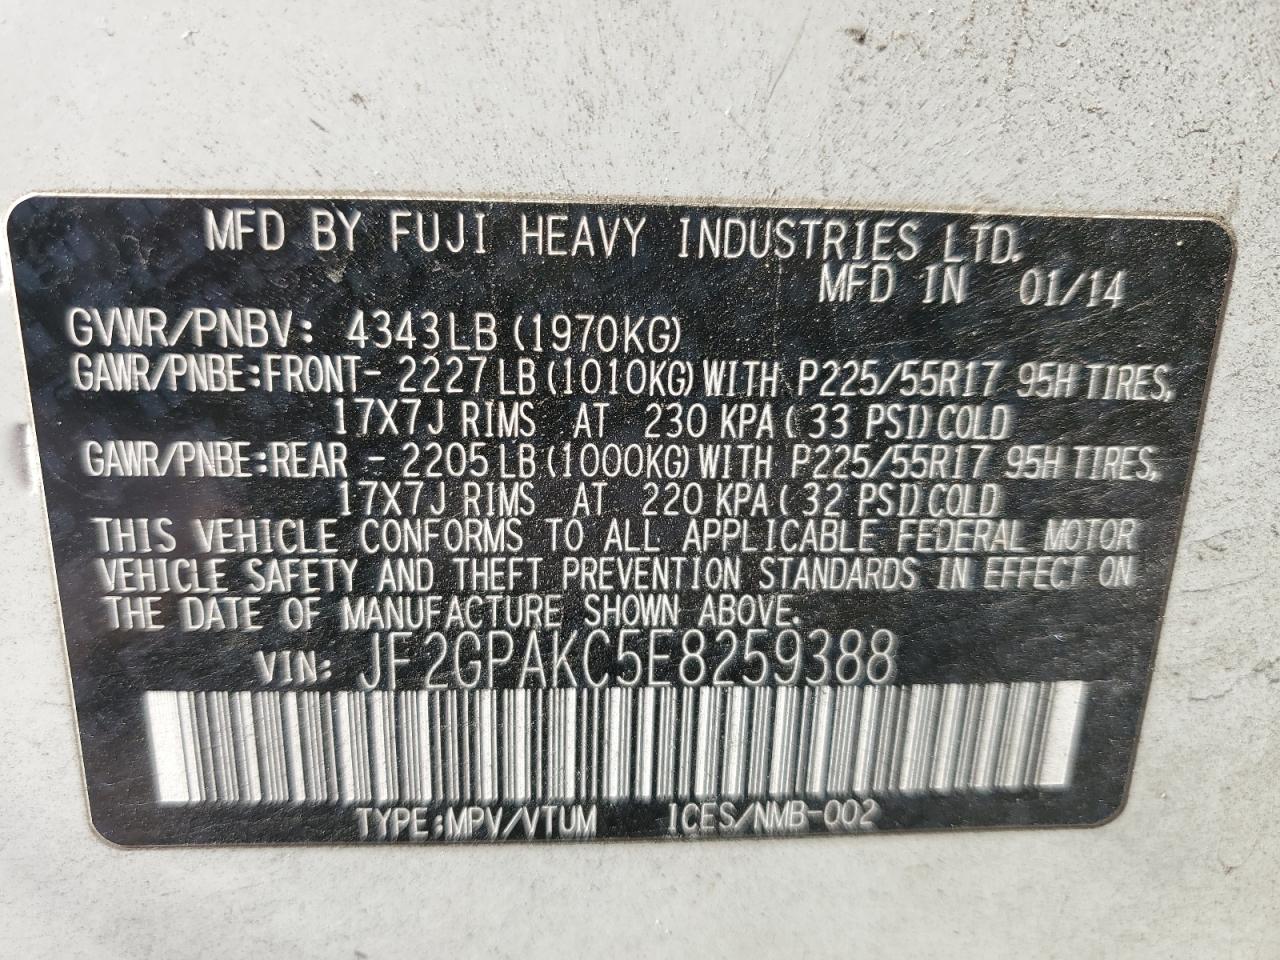 MFD BY FUJI HEAVY INDUSTRIES LTD.
MFD IN 01/14
GVWR/PNBV: 4343LB (1970KG)
GAWR/PNBE:FRONT- 2227LB (1010KG) WITH P225/55R17 95H TIRES,
17X7J RIMS AT 230 KPA ( 33 PSI) COLD
GAWR/PNBE:REAR - 2205LB (1000KG) WITH P225/55R17 95H TIRES,
17X7J RIMS AT 220 KPA ( 32 PSI) COLD
THIS VEHICLE CONFORMS TO ALL APPLICABLE FEDERAL MOTOR
VEHICLE SAFETY AND THEFT PREVENTION STANDARDS IN EFFECT ON
THE DATE OF MANUFACTURE SHOWN ABOVE.
VIN: JF2GPAKC5E8259388
TYPE:MPV/VTUM ICES/NMB-002